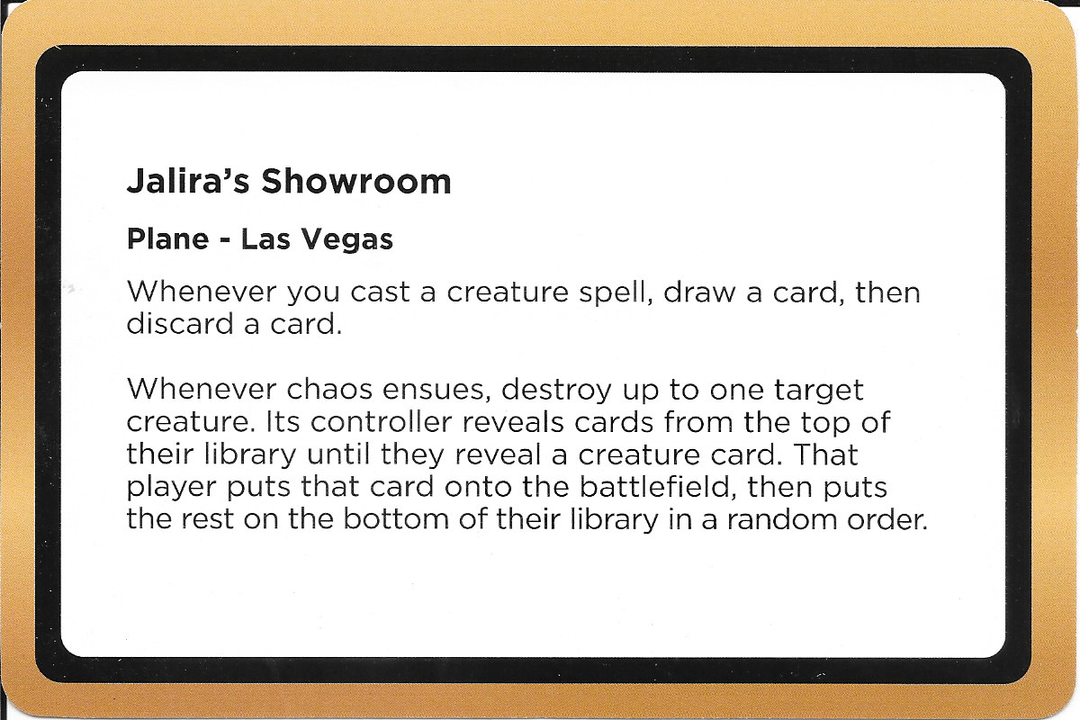 Jalira’s Showroom
Plane - Las Vegas
Whenever you cast a creature spell, draw a card, then
discard a card.
Whenever chaos ensues, destroy up to one target
creature. Its controller reveals cards from the top of
their library until they reveal a creature card. That
player puts that card onto the battlefield, then puts
the rest on the bottom of their library in a random order.